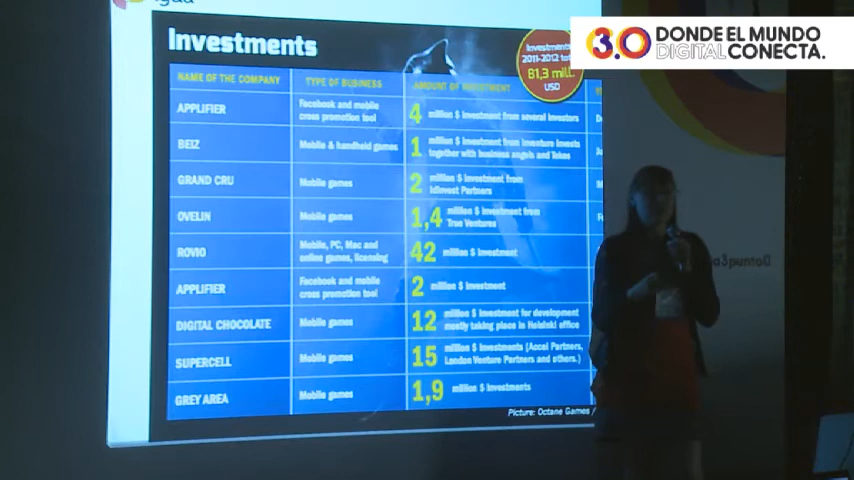 igda
3.0 DONDE EL MUNDO
DIGITAL CONECTA.
Investments
Investments
2011-2012
81,3 mill.
USD
NAME OF THE COMPANY TYPE OF BUSINESS AMOUNT OF INVESTMENT
APPLIFIER Facebook and mobile
cross promotion tool 4 million $ investment from several investors
BEIZ Mobile & handheld games 1 million $ investment from Inventure Invests
together with business angels and Tekes
GRAND CRU Mobile games 2 million $ investment from
Idinvest Partners
OVELIN Mobile games 1,4 million $ investment from
True Ventures
ROVIO Mobile, PC, Mac and
online games, licensing 42 million $ investment
APPLIFIER Facebook and mobile
cross promotion tool 2 million $ investment
DIGITAL CHOCOLATE Mobile games 12 million $ investment for development
mostly taking place in Helsinki office
SUPERCELL Mobile games 15 million $ investments (Accel Partners,
London Venture Partners and others.)
GREY AREA Mobile games 1,9 million $ investments
Picture: Octane Games /